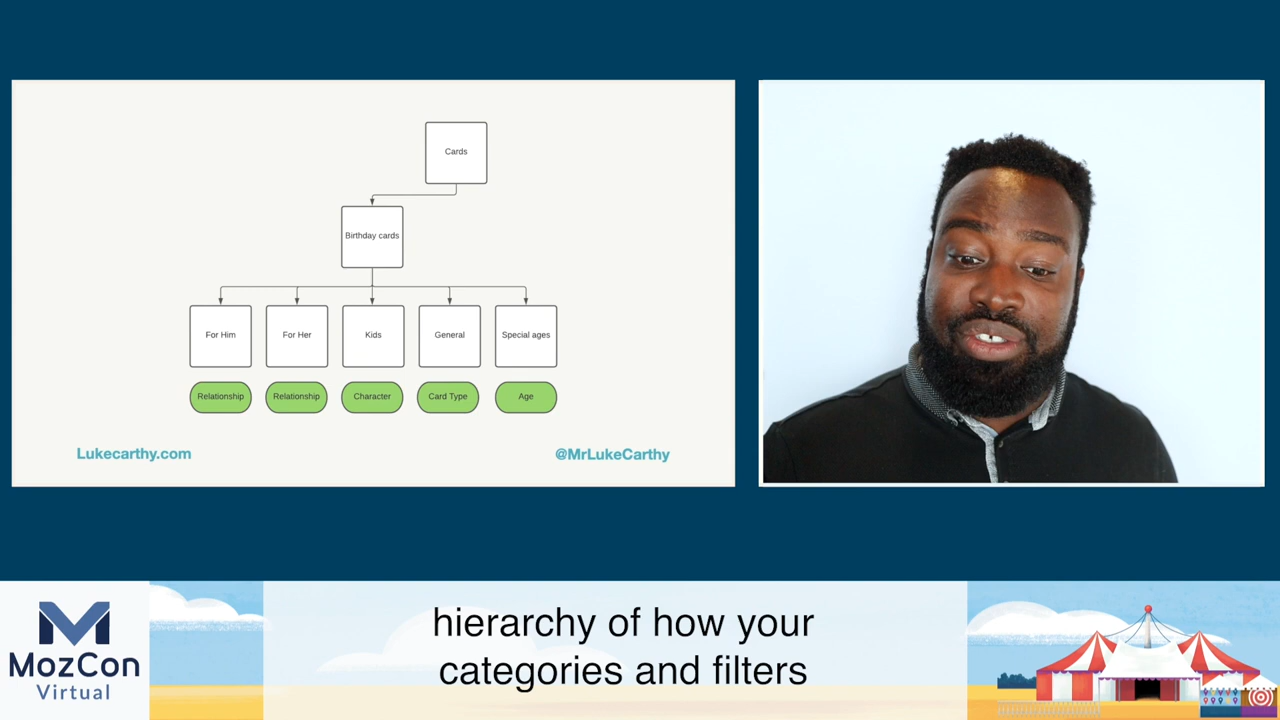 Cards
Birthday cards
For Him
For Her
Kids
General
Special ages
Relationship
Relationship
Character
Card Type
Age
Lukecarthy.com
@MrLukeCarthy
hierarchy of how your
categories and filters
MozCon
Virtual